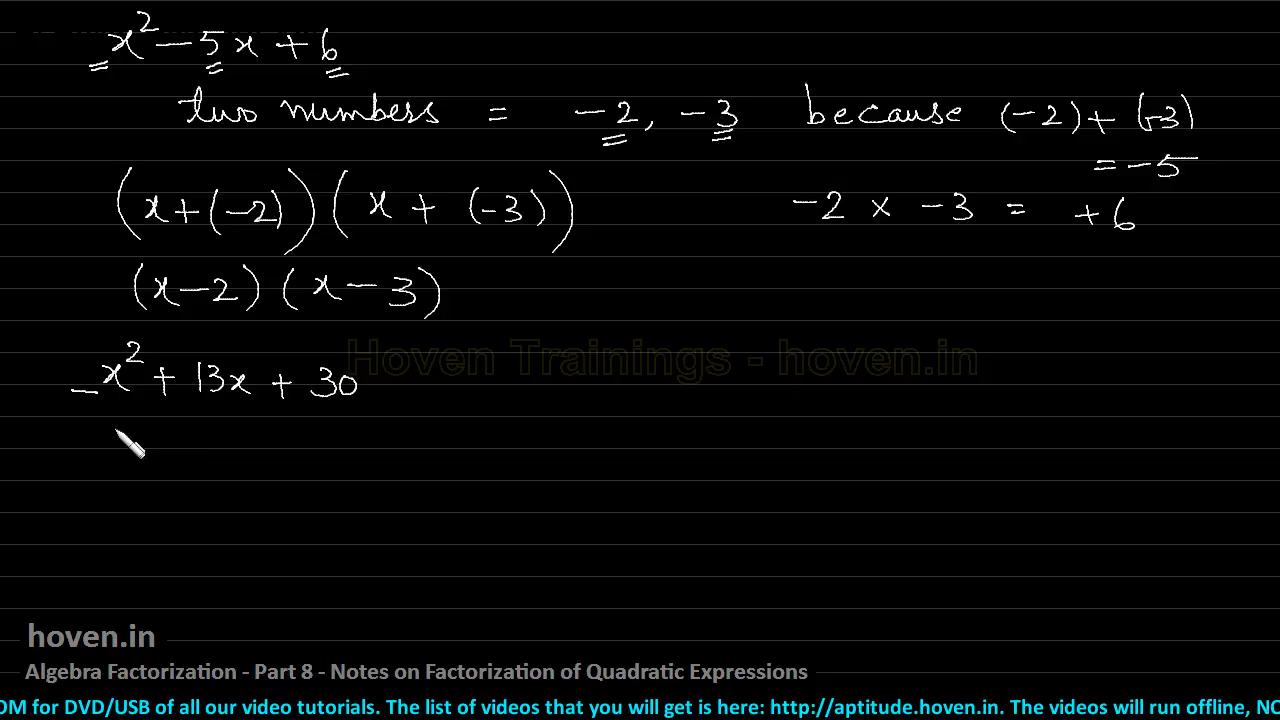 x² - 5x + 6
two numbers = -2, -3 because (-2) + (-3)
= -5
(x + (-2)) (x + (-3)) -2 × -3 = +6
(x - 2) (x - 3)
Hoven Trainings - hoven.in
-x² + 13x + 30
hoven.in
Algebra Factorization - Part 8 - Notes on Factorization of Quadratic Expressions
OM for DVD/USB of all our video tutorials. The list of videos that you will get is here: http://aptitude.hoven.in. The videos will run offline, NO